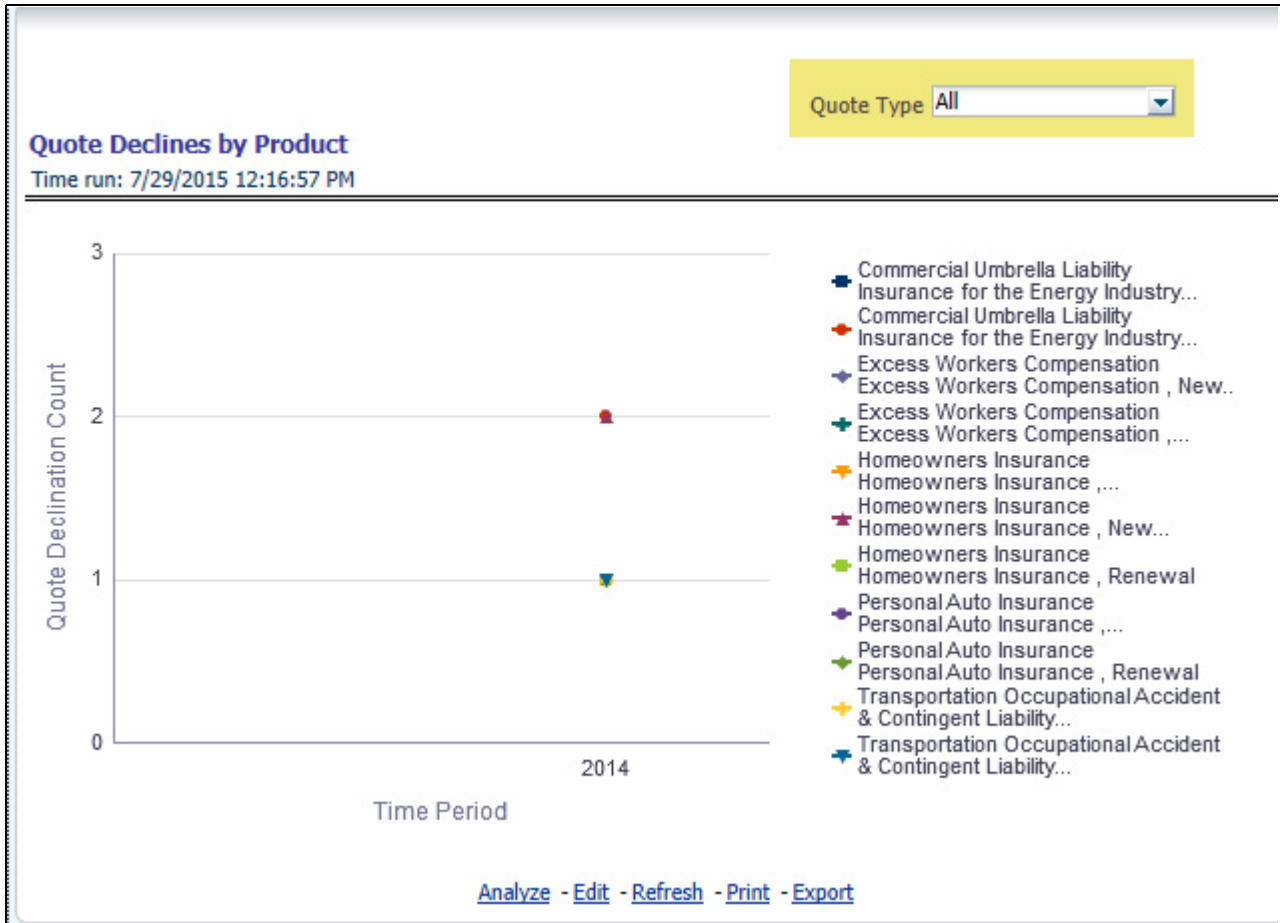 Quote Type All
Quote Declines by Product
Time run: 7/29/2015 12:16:57 PM
3
2
1
0
Quote Declination Count
2014
Time Period
Commercial Umbrella Liability
Insurance for the Energy Industry...
Commercial Umbrella Liability
Insurance for the Energy Industry...
Excess Workers Compensation
Excess Workers Compensation , New..
Excess Workers Compensation
Excess Workers Compensation ,...
Homeowners Insurance
Homeowners Insurance ,...
Homeowners Insurance
Homeowners Insurance , New...
Homeowners Insurance
Homeowners Insurance , Renewal
Personal Auto Insurance
Personal Auto Insurance ,...
Personal Auto Insurance
Personal Auto Insurance , Renewal
Transportation Occupational Accident
& Contingent Liability...
Transportation Occupational Accident
& Contingent Liability...
Analyze - Edit - Refresh - Print - Export